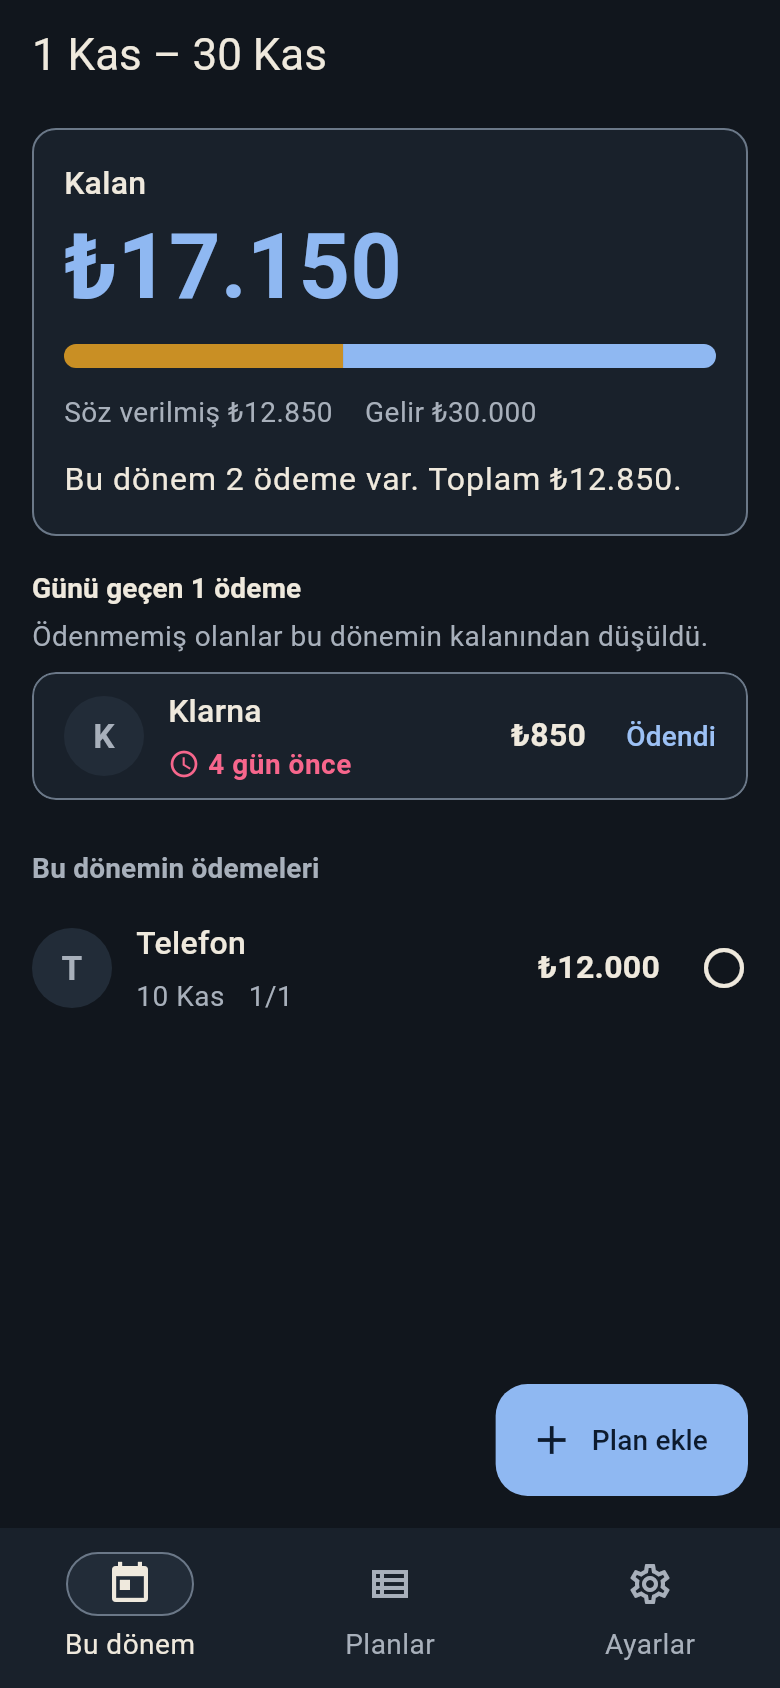 1 Kas – 30 Kas
Kalan
₺17.150
Söz verilmiş ₺12.850 Gelir ₺30.000
Bu dönem 2 ödeme var. Toplam ₺12.850.
Günü geçen 1 ödeme
Ödenmemiş olanlar bu dönemin kalanından düşüldü.
K
Klarna
4 gün önce
₺850
Ödendi
Bu dönemin ödemeleri
T
Telefon
10 Kas 1/1
₺12.000
Plan ekle
Bu dönem
Planlar
Ayarlar